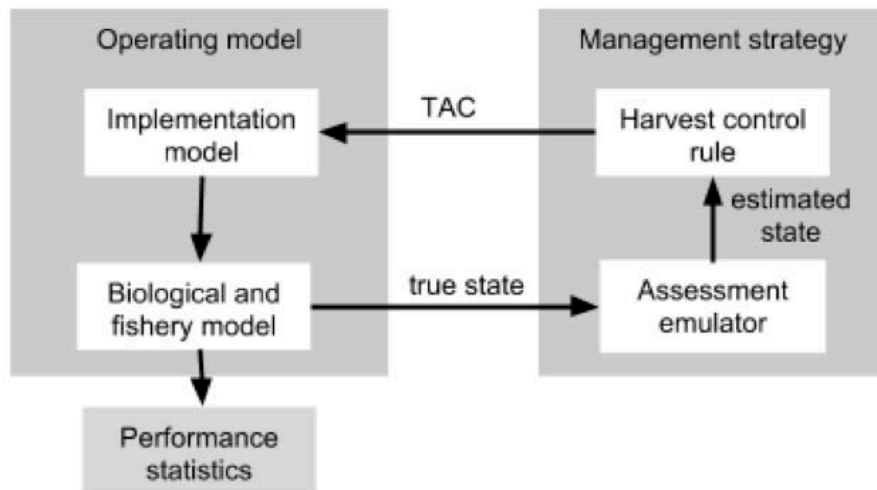 Operating model
Management strategy
TAC
Implementation
model
Harvest control
rule
estimated
state
true state
Biological and
fishery model
Assessment
emulator
Performance
statistics